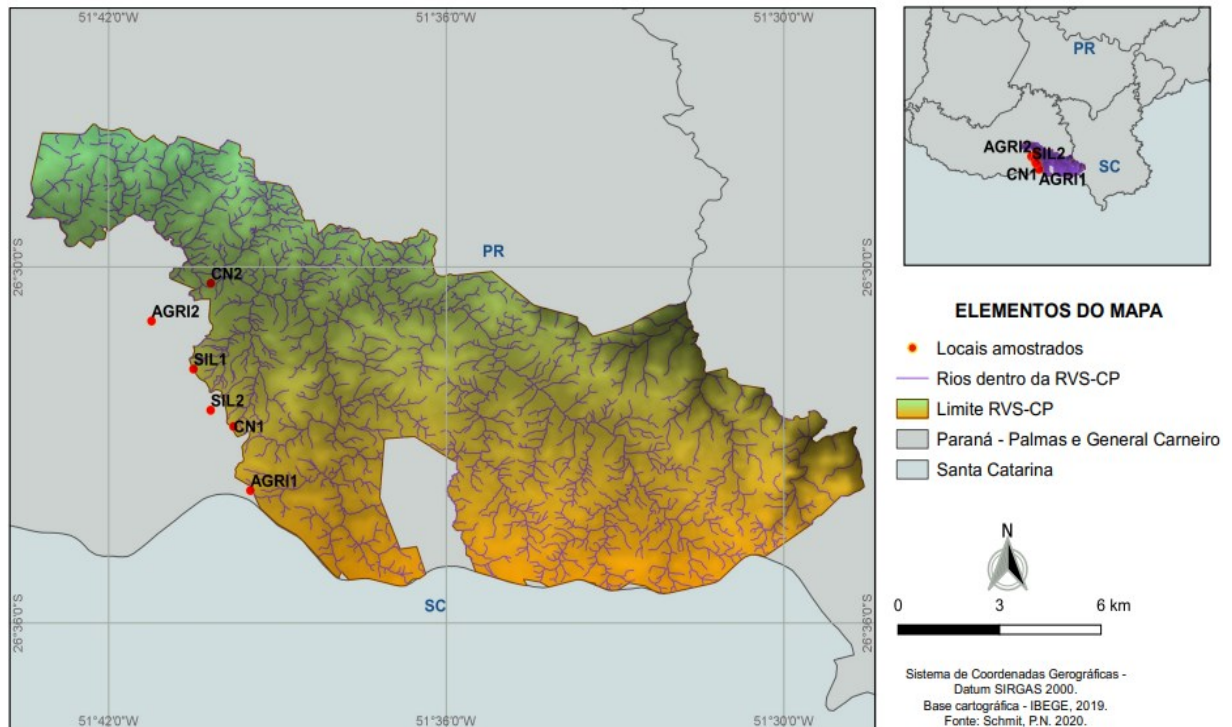 51°42'0"W 51°36'0"W 51°30'0"W
26°30'0"S 26°30'0"S
26°36'0"S 26°36'0"S
PR
CN2
AGRI2
SIL1
SIL2
CN1
AGRI1
SC
51°42'0"W 51°36'0"W 51°30'0"W
PR
AGRI2 SIL2
SC
CN1 AGRI1
ELEMENTOS DO MAPA
Locais amostrados
Rios dentro da RVS-CP
Limite RVS-CP
Paraná - Palmas e General Carneiro
Santa Catarina
N
0 3 6 km
Sistema de Coordenadas Gerográficas -
Datum SIRGAS 2000.
Base cartográfica - IBEGE, 2019.
Fonte: Schmit, P.N. 2020.